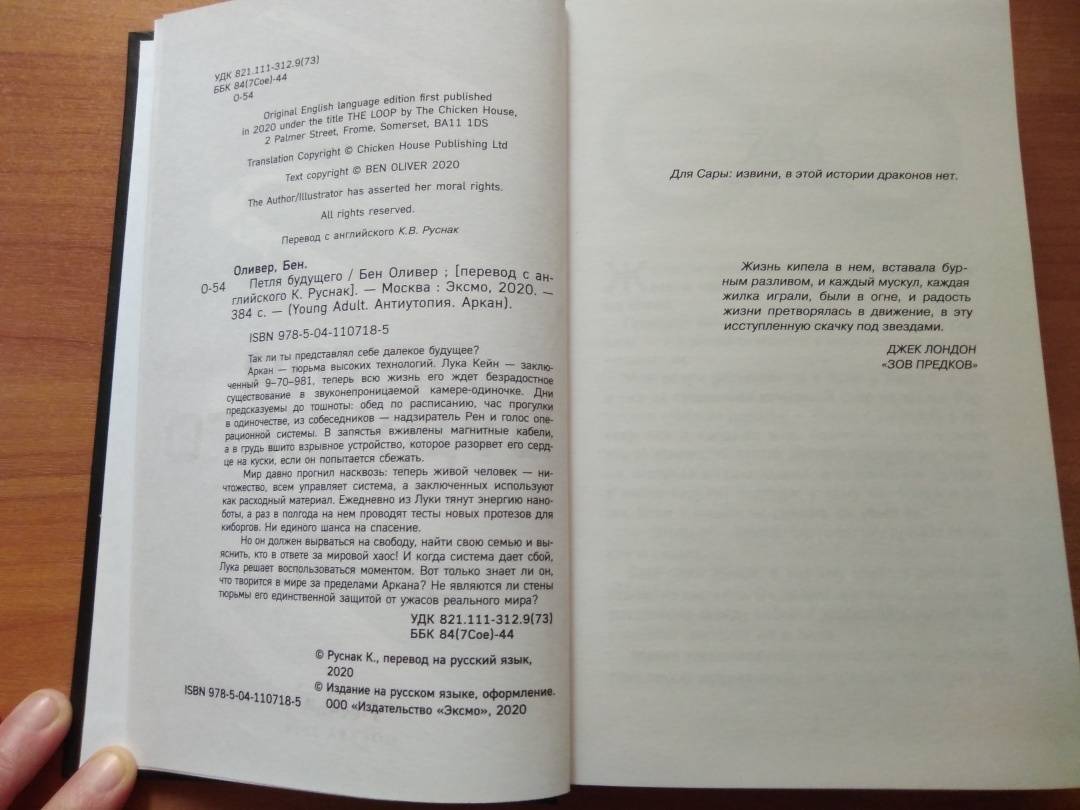 УДК 821.111-312.9(73)
ББК 84(7Сое)-44
О-54
Original English language edition first published
in 2020 under the title THE LOOP by The Chicken House,
2 Palmer Street, Frome, Somerset, BA11 1DS
Translation Copyright © Chicken House Publishing Ltd
Text copyright © BEN OLIVER 2020
The Author/Illustrator has asserted her moral rights.
All rights reserved.
Перевод с английского К.В. Руснак
Оливер, Бен.
О-54 Петля будущего / Бен Оливер ; [перевод с ан-
глийского К. Руснак]. — Москва : Эксмо, 2020. —
384 с. — (Young Adult. Антиутопия. Аркан).
ISBN 978-5-04-110718-5
Так ли ты представлял себе далекое будущее?
Аркан — тюрьма высоких технологий. Лука Кейн — заклю-
ченный 9-70-981, теперь всю жизнь его ждет безрадостное
существование в звуконепроницаемой камере-одиночке. Дни
предсказуемы до тошноты: обед по расписанию, час прогулки
в одиночестве, из собеседников — надзиратель Рен и голос опе-
рационной системы. В запястья вживлены магнитные кабели,
а в грудь вшито взрывное устройство, которое разорвет его серд-
це на куски, если он попытается сбежать.
Мир давно прогнил насквозь: теперь живой человек — ни-
чтожество, всем управляет система, а заключенных используют
как расходный материал. Ежедневно из Луки тянут энергию нано-
боты, а раз в полгода на нем проводят тесты новых протезов для
киборгов. Ни единого шанса на спасение.
Но он должен вырваться на свободу, найти свою семью и вы-
яснить, кто в ответе за мировой хаос! И когда система дает сбой,
Лука решает воспользоваться моментом. Вот только знает ли он,
что творится в мире за пределами Аркана? Не являются ли стены
тюрьмы его единственной защитой от ужасов реального мира?
УДК 821.111-312.9(73)
ББК 84(7Сое)-44
© Руснак К., перевод на русский язык,
2020
© Издание на русском языке, оформление.
ООО «Издательство «Эксмо», 2020
ISBN 978-5-04-110718-5
Для Сары: извини, в этой истории драконов нет.
Жизнь кипела в нем, вставала бур-
ным разливом, и каждый мускул, каждая
жилка играли, были в огне, и радость
жизни претворялась в движение, в эту
исступленную скачку под звездами.
ДЖЕК ЛОНДОН
«ЗОВ ПРЕДКОВ»